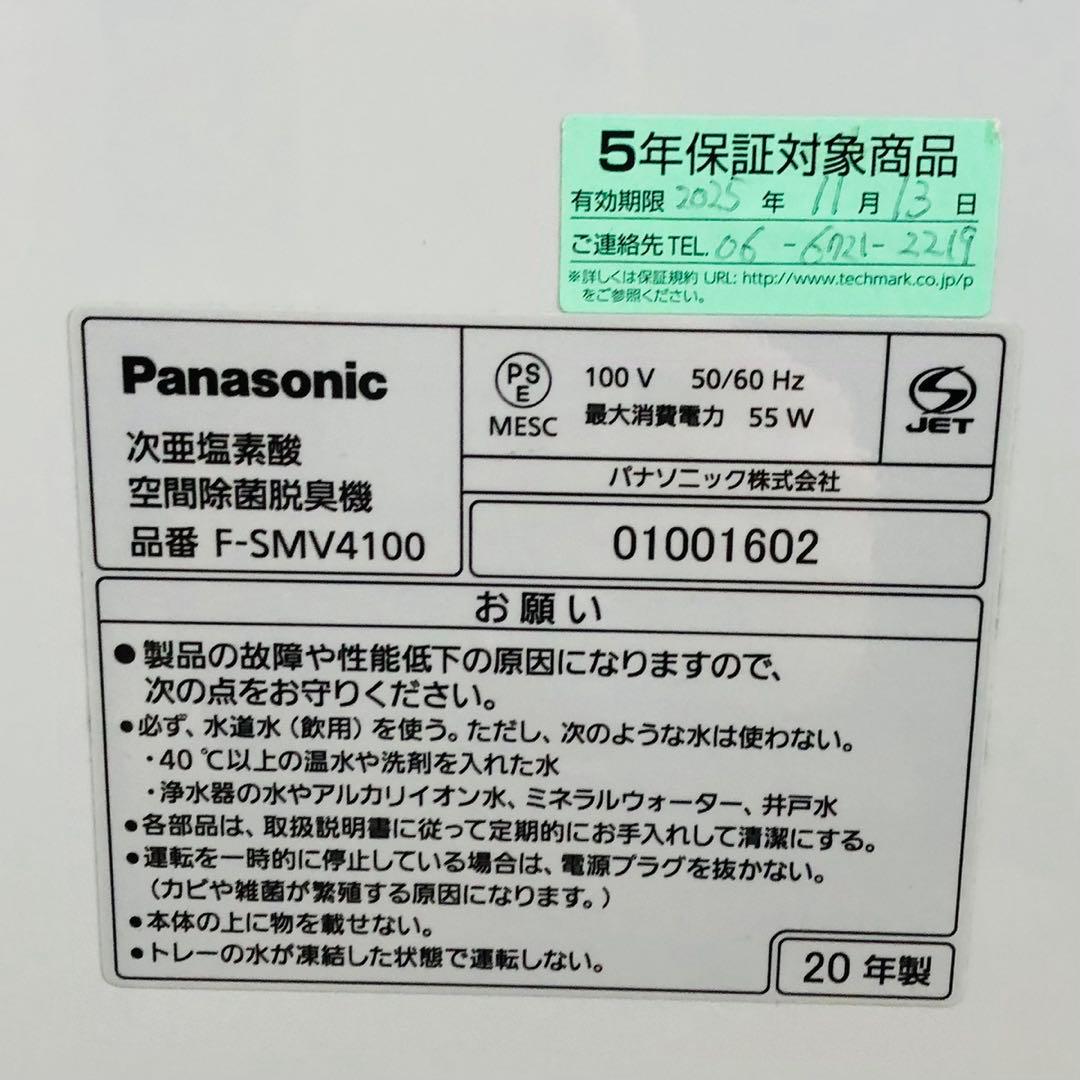 5年保証対象商品
有効期限 2025 年 11 月 13 日
ご連絡先 TEL. 06-6721-2219
※詳しくは保証規約 URL: http://www.techmark.co.jp/p
をご参照ください。
Panasonic
次亜塩素酸
空間除菌脱臭機
品番 F-SMV4100
PS
E
MESC
100 V 50/60 Hz
最大消費電力 55 W
JET
パナソニック株式会社
01001602
お願い
●製品の故障や性能低下の原因になりますので、
次の点をお守りください。
●必ず、水道水(飲用)を使う。ただし、次のような水は使わない。
・40 ℃以上の温水や洗剤を入れた水
・浄水器の水やアルカリイオン水、ミネラルウォーター、井戸水
●各部品は、取扱説明書に従って定期的にお手入れして清潔にする。
●運転を一時的に停止している場合は、電源プラグを抜かない。
(カビや雑菌が繁殖する原因になります。)
●本体の上に物を載せない。
●トレーの水が凍結した状態で運転しない。
20 年製